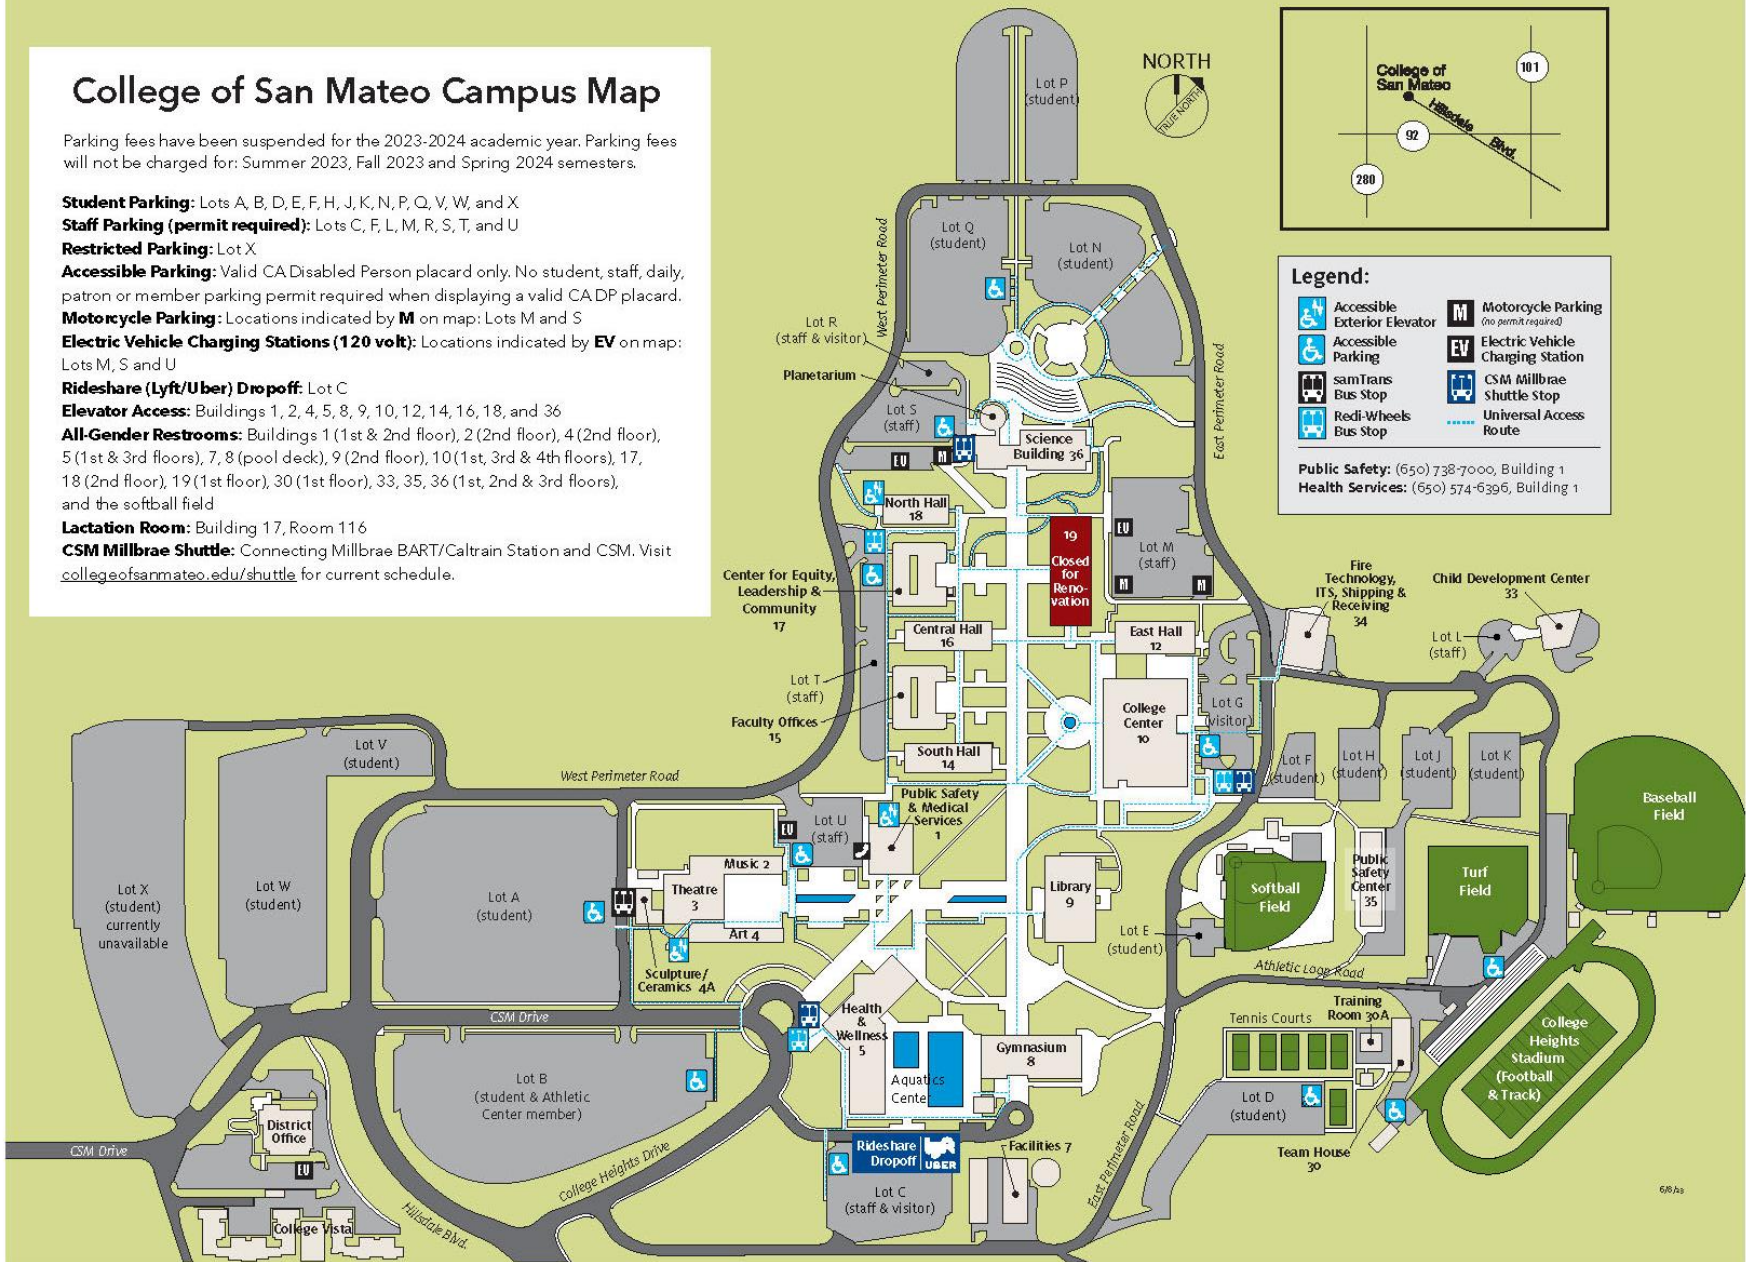 College of San Mateo Campus Map
Parking fees have been suspended for the 2023-2024 academic year. Parking fees
will not be charged for: Summer 2023, Fall 2023 and Spring 2024 semesters.
Student Parking: Lots A, B, D, E, F, H, J, K, N, P, Q, V, W, and X
Staff Parking (permit required): Lots C, F, L, M, R, S, T, and U
Restricted Parking: Lot X
Accessible Parking: Valid CA Disabled Person placard only. No student, staff, daily,
patron or member parking permit required when displaying a valid CA DP placard.
Motorcycle Parking: Locations indicated by M on map: Lots M and S
Electric Vehicle Charging Stations (120 volt): Locations indicated by EV on map:
Lots M, S and U
Rideshare (Lyft/Uber) Dropoff: Lot C
Elevator Access: Buildings 1, 2, 4, 5, 8, 9, 10, 12, 14, 16, 18, and 36
All-Gender Restrooms: Buildings 1 (1st & 2nd floor), 2 (2nd floor), 4 (2nd floor),
5 (1st & 3rd floors), 7, 8 (pool deck), 9 (2nd floor), 10 (1st, 3rd & 4th floors), 17,
18 (2nd floor), 19 (1st floor), 30 (1st floor), 33, 35, 36 (1st, 2nd & 3rd floors),
and the softball field
Lactation Room: Building 17, Room 116
CSM Millbrae Shuttle: Connecting Millbrae BART/Caltrain Station and CSM. Visit
collegeofsanmateo.edu/shuttle for current schedule.
NORTH
TRUE NORTH
College of
San Mateo
101
Hillsdale
Blvd.
92
280
Legend:
Accessible
Exterior Elevator
Accessible
Parking
samTrans
Bus Stop
Redi-Wheels
Bus Stop
M
Motorcycle Parking
(no permit required)
EV
Electric Vehicle
Charging Station
CSM Millbrae
Shuttle Stop
Universal Access
Route
Public Safety: (650) 738-7000, Building 1
Health Services: (650) 574-6396, Building 1
Lot P
(student)
West Perimeter Road
Lot Q
(student)
Lot N
(student)
Lot R
(staff & visitor)
Planetarium
Lot S
(staff)
East Perimeter Road
Science
Building 36
EV
M
North Hall
18
19
Closed
for
Reno-
vation
EV
Lot M
(staff)
M
M
Center for Equity,
Leadership &
Community
17
Central Hall
16
East Hall
12
Fire
Technology,
ITS, Shipping &
Receiving
34
Child Development Center
33
Lot L
(staff)
Lot T
(staff)
Faculty Offices
15
College
Center
10
Lot G
(visitor)
South Hall
14
Lot V
(student)
West Perimeter Road
Lot F
(student)
Lot H
(student)
Lot J
(student)
Lot K
(student)
Baseball
Field
Public Safety
& Medical
Services
1
EV
Lot U
(staff)
Music 2
Theatre
3
Art 4
Sculpture/
Ceramics 4A
Lot X
(student)
currently
unavailable
Lot W
(student)
Lot A
(student)
Library
9
Softball
Field
Public
Safety
Center
35
Turf
Field
Lot E
(student)
Athletic Loop Road
CSM Drive
Health
&
Wellness
5
Gymnasium
8
Aquatics
Center
Tennis Courts
Training
Room 30A
College
Heights
Stadium
(Football
& Track)
Lot B
(student & Athletic
Center member)
Lot D
(student)
Team House
30
District
Office
EV
CSM Drive
College Vista
Hillsdale Blvd.
College Heights Drive
Rideshare
Dropoff
UBER
Facilities 7
Lot C
(staff & visitor)
East Perimeter Road
6/8/23